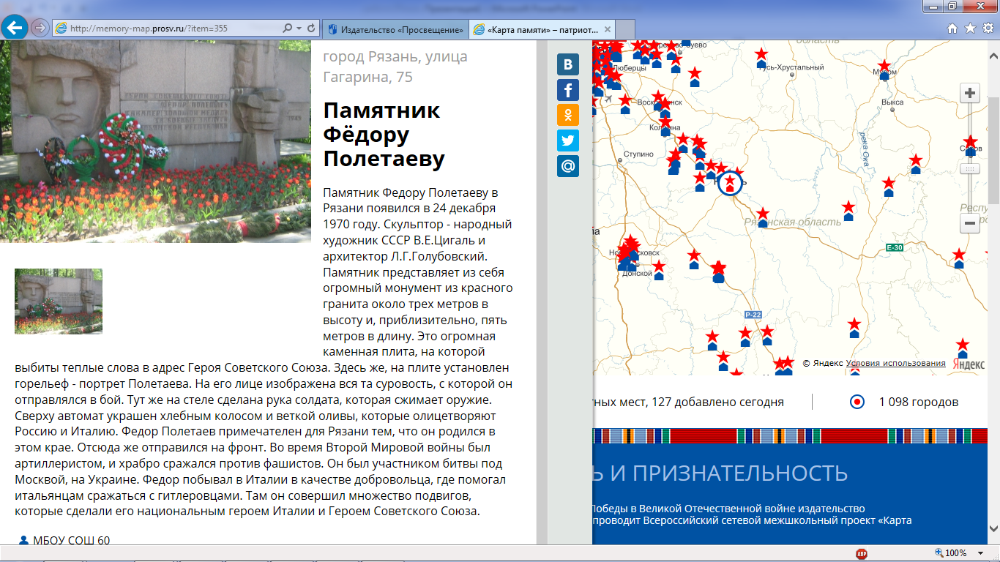 http://memory-map.prosv.ru/?item=355
Издательство «Просвещение»
«Карта памяти» – патриот...
город Рязань, улица
Гагарина, 75
Памятник
Фёдору
Полетаеву
Памятник Федору Полетаеву в
Рязани появился в 24 декабря
1970 году. Скульптор - народный
художник СССР В.Е.Цигаль и
архитектор Л.Г.Голубовский.
Памятник представляет из себя
огромный монумент из красного
гранита около трех метров в
высоту и, приблизительно, пять
метров в длину. Это огромная
каменная плита, на которой
выбиты теплые слова в адрес Героя Советского Союза. Здесь же, на плите установлен
горельеф - портрет Полетаева. На его лице изображена вся та суровость, с которой он
отправлялся в бой. Тут же на стеле сделана рука солдата, которая сжимает оружие.
Сверху автомат украшен хлебным колосом и веткой оливы, которые олицетворяют
Россию и Италию. Федор Полетаев примечателен для Рязани тем, что он родился в
этом крае. Отсюда же отправился на фронт. Во время Второй Мировой войны был
артиллеристом, и храбро сражался против фашистов. Он был участником битвы под
Москвой, на Украине. Федор побывал в Италии в качестве добровольца, где помогал
итальянцам сражаться с гитлеровцами. Там он совершил множество подвигов,
которые сделали его национальным героем Италии и Героем Советского Союза.
МБОУ СОШ 60
область
Люберцы
Гусь-Хрустальный
Муром
Выкса
Ступино
река Ока
Рязанская область
E-30
Донской
Р-22
© Яндекс Условия использования
Яндекс
тных мест, 127 добавлено сегодня
1 098 городов
Ь И ПРИЗНАТЕЛЬНОСТЬ
Победы в Великой Отечественной войне издательство
проводит Всероссийский сетевой межшкольный проект «Карта
ABP
100%